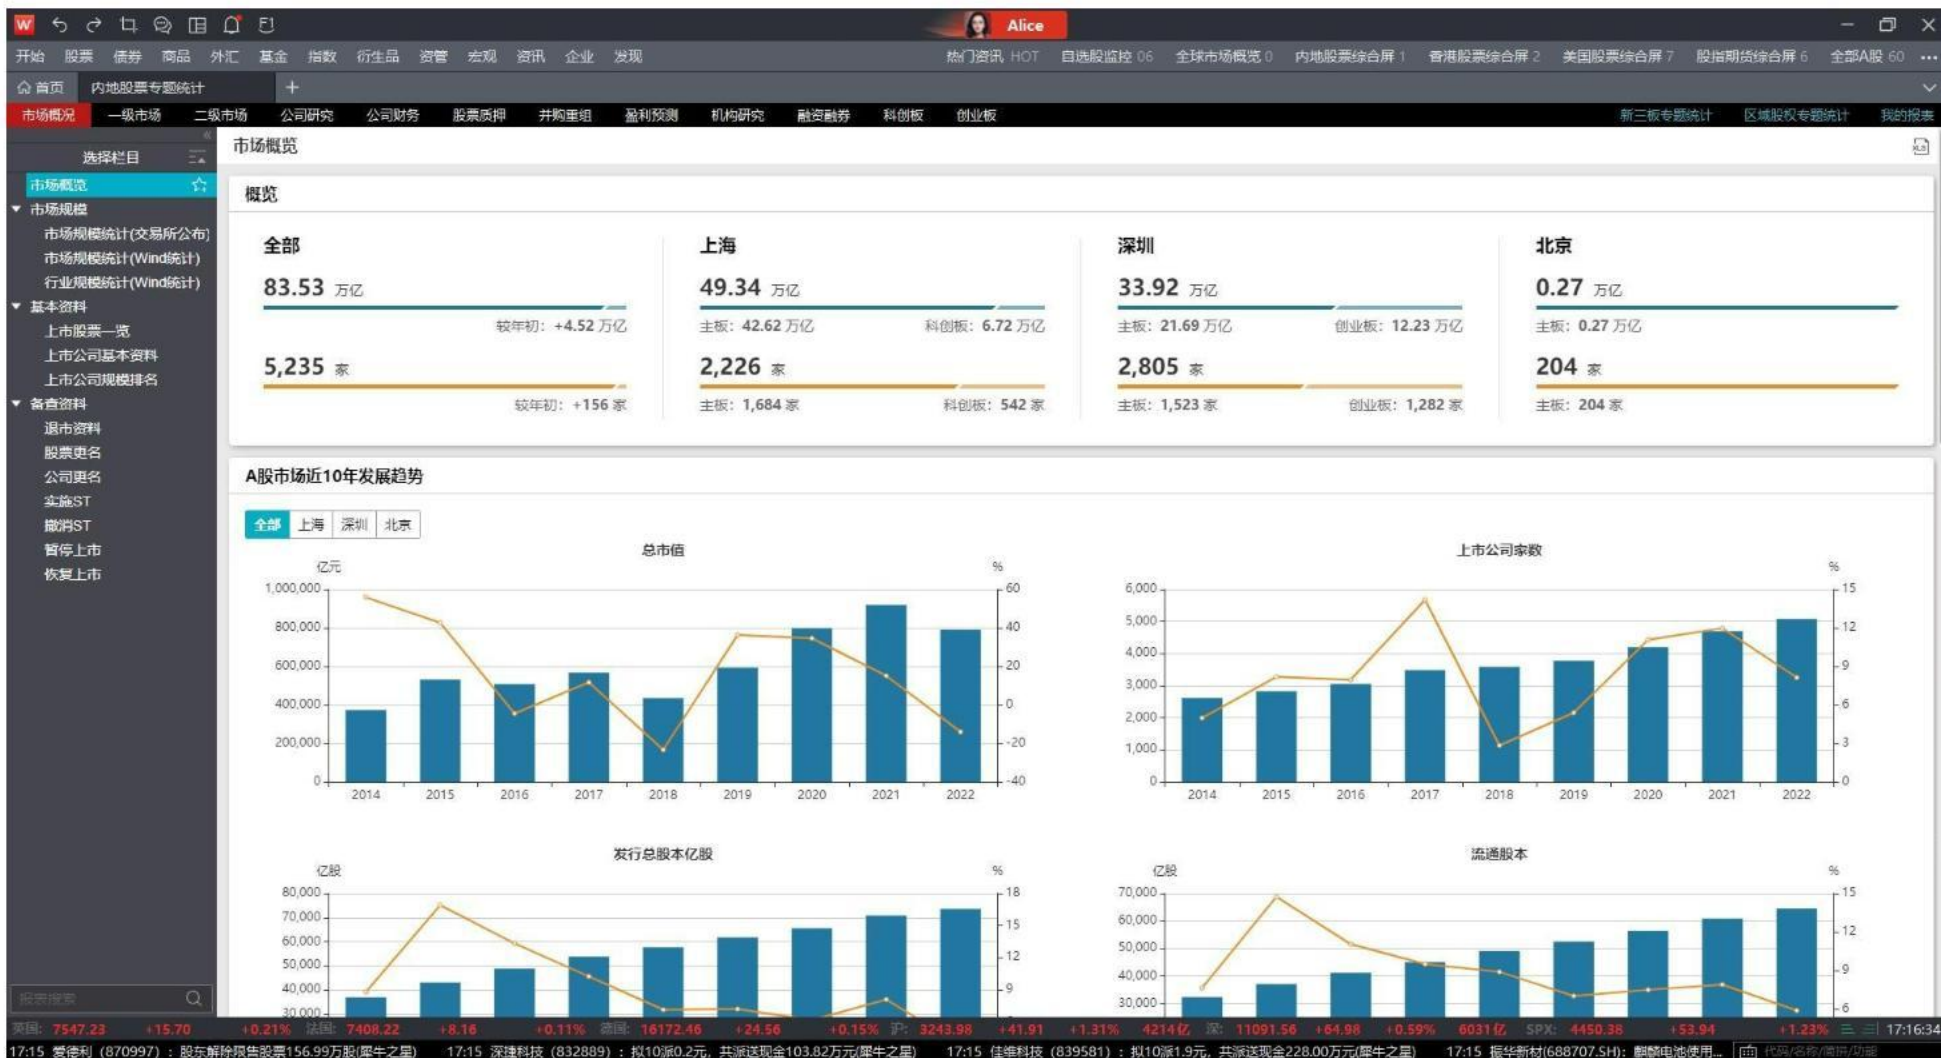 W Alice
开始 股票 债券 商品 外汇 基金 指数 衍生品 资管 宏观 资讯 企业 发现 热门资讯 HOT 自选股监控 06 全球市场概览 0 内地股票综合屏 1 香港股票综合屏 2 美国股票综合屏 7 股指期货综合屏 6 全部A股 60
首页 内地股票专题统计 +
市场概况 一级市场 二级市场 公司研究 公司财务 股票质押 并购重组 盈利预测 机构研究 融资融券 科创板 创业板 新三板专题统计 区域股权专题统计 我的报表
选择栏目
市场概览
市场规模
市场规模统计(交易所公布)
市场规模统计(Wind统计)
行业规模统计(Wind统计)
基本资料
上市股票一览
上市公司基本资料
上市公司规模排名
备查资料
退市资料
股票更名
公司更名
实施ST
撤消ST
暂停上市
恢复上市
报表搜索
市场概览
XLS
概览
全部 上海 深圳 北京
83.53 万亿 49.34 万亿 33.92 万亿 0.27 万亿
较年初：+4.52 万亿 主板：42.62 万亿 科创板：6.72 万亿 主板：21.69 万亿 创业板：12.23 万亿 主板：0.27 万亿
5,235 家 2,226 家 2,805 家 204 家
较年初：+156 家 主板：1,684 家 科创板：542 家 主板：1,523 家 创业板：1,282 家 主板：204 家
A股市场近10年发展趋势
全部 上海 深圳 北京
总市值
亿元 %
1,000,000 60
800,000 40
600,000 20
400,000 0
200,000 -20
0 -40
2014 2015 2016 2017 2018 2019 2020 2021 2022
上市公司家数
%
6,000 15
5,000 12
4,000
9
3,000
2,000 6
1,000 3
0 0
2014 2015 2016 2017 2018 2019 2020 2021 2022
发行总股本亿股
亿股 %
80,000 18
70,000 15
60,000 12
50,000
40,000 9
30,000
流通股本
亿股 %
70,000 15
60,000 12
50,000
40,000 9
30,000 6
英国: 7547.23 +15.70 +0.21% 法国: 7408.22 +8.16 +0.11% 德国: 16172.46 +24.56 +0.15% 沪: 3243.98 +41.91 +1.31% 4214亿 深: 11091.56 +64.98 +0.59% 6031亿 SPX: 4450.38 +53.94 +1.23% 17:16:34
17:15 爱德利（870997）：股东解除限售股票156.99万股(犀牛之星) 17:15 深捷科技（832889）：拟10派0.2元，共派送现金103.82万元(犀牛之星) 17:15 佳维科技（839581）：拟10派1.9元，共派送现金228.00万元(犀牛之星) 17:15 振华新材(688707.SH)：麒麟电池使用... 代码/名称/简拼/功能